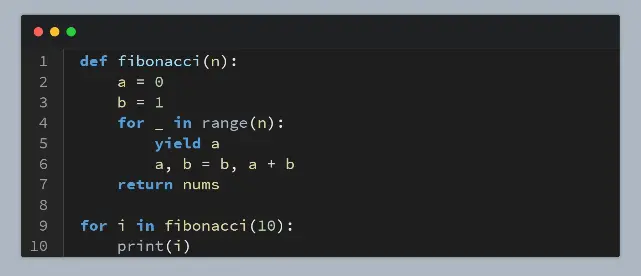 1 def fibonacci(n):
2     a = 0
3     b = 1
4     for _ in range(n):
5         yield a
6         a, b = b, a + b
7     return nums
8
9 for i in fibonacci(10):
10     print(i)